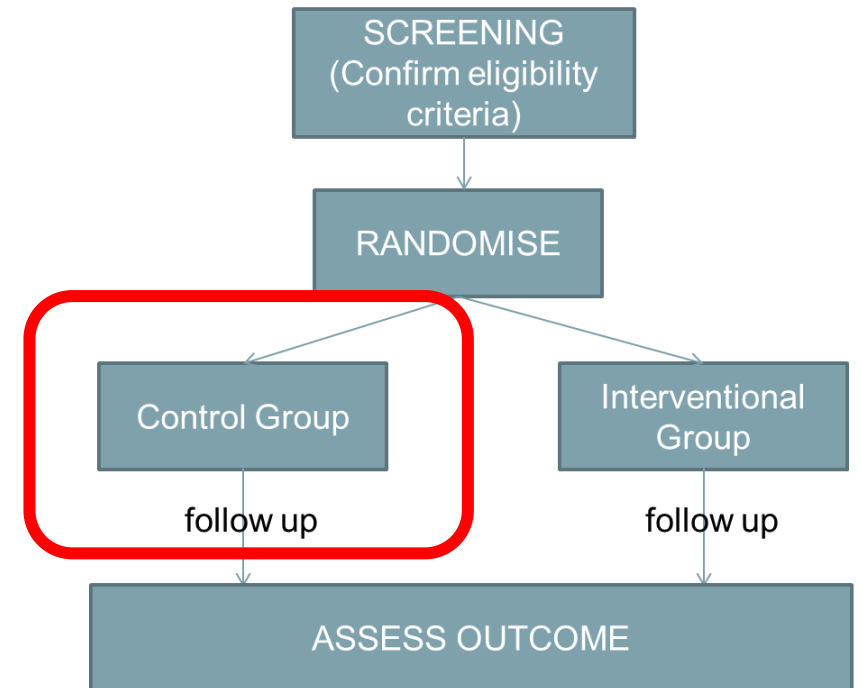 SCREENING
(Confirm eligibility
criteria)
RANDOMISE
Control Group
Interventional
Group
follow up
follow up
ASSESS OUTCOME